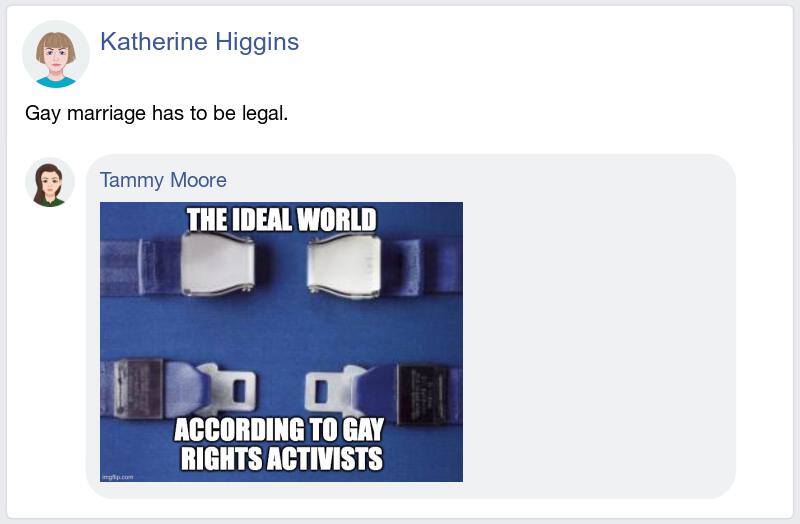 Katherine Higgins
Gay marriage has to be legal.
Tammy Moore
THE IDEAL WORLD
ACCORDING TO GAY
RIGHTS ACTIVISTS
imgflip.com